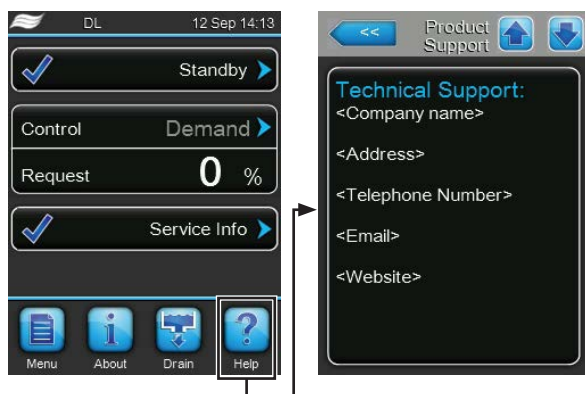 DL 12 Sep 14:13
Standby
Control Demand
Request 0 %
Service Info
Menu About Drain Help
<<
Product
Support
Technical Support:
<Company name>
<Address>
<Telephone Number>
<Email>
<Website>